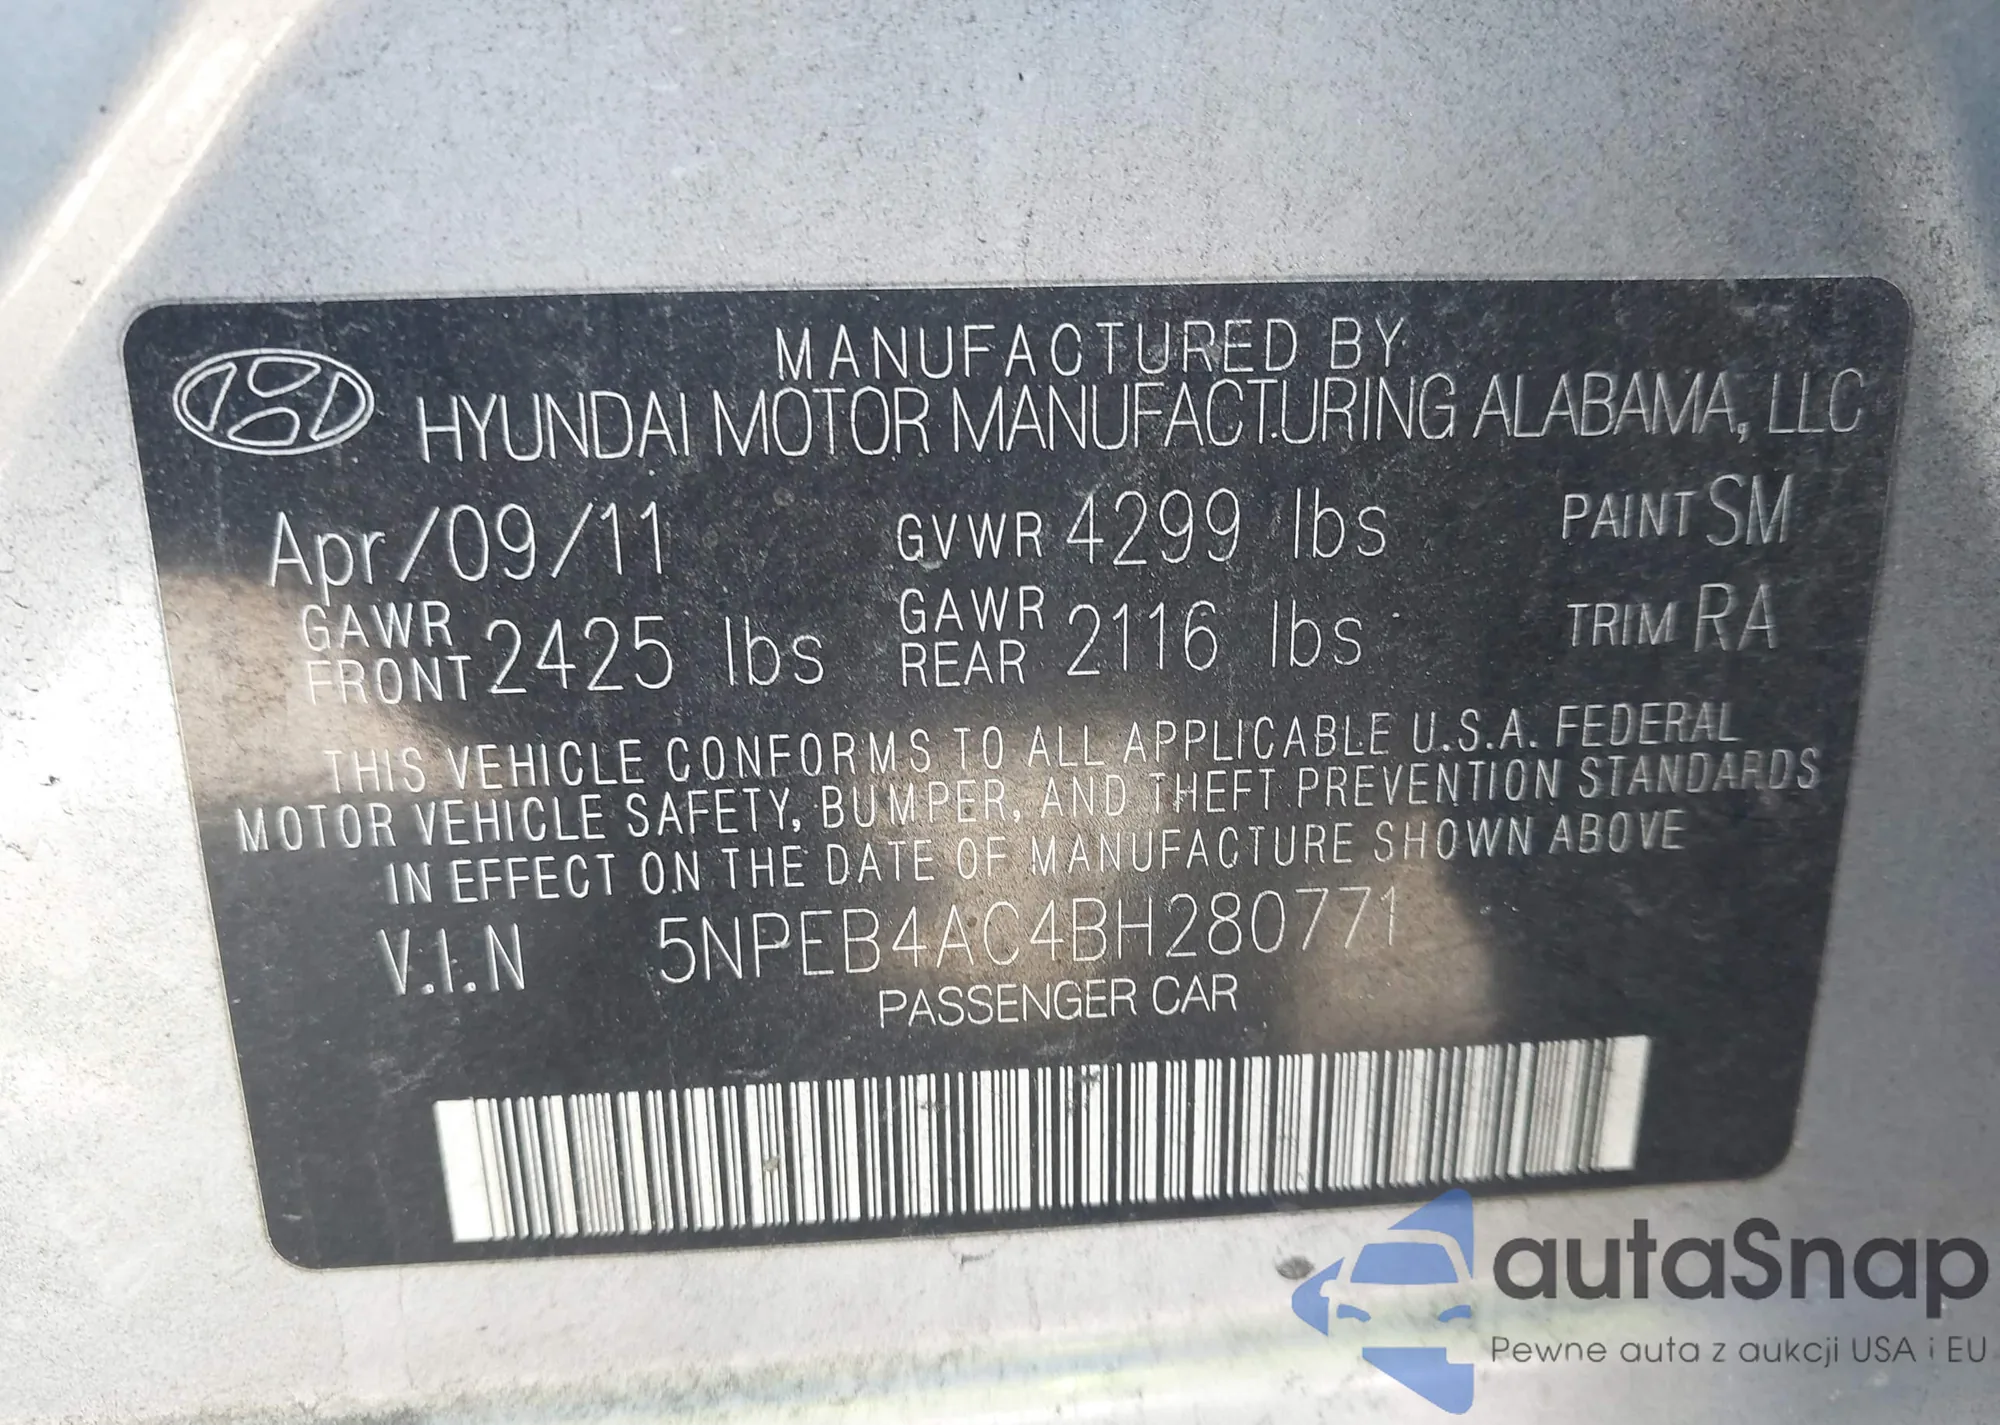 MANUFACTURED BY
HYUNDAI MOTOR MANUFACTURING ALABAMA, LLC
Apr/09/11 GVWR 4299 lbs PAINT SM
GAWR FRONT 2425 lbs GAWR REAR 2116 lbs TRIM RA
THIS VEHICLE CONFORMS TO ALL APPLICABLE U.S.A. FEDERAL
MOTOR VEHICLE SAFETY, BUMPER, AND THEFT PREVENTION STANDARDS
IN EFFECT ON THE DATE OF MANUFACTURE SHOWN ABOVE
V.I.N 5NPEB4AC4BH280771
PASSENGER CAR
autaSnap
Pewne auta z aukcji USA i EU